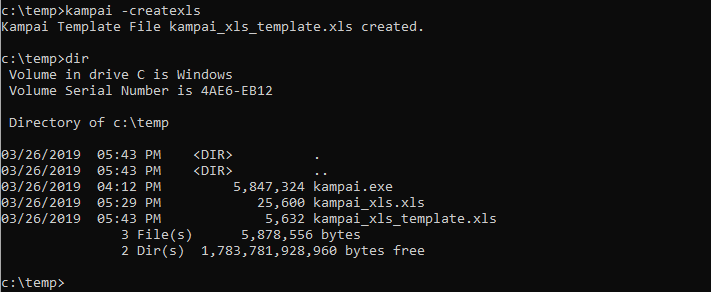 c:\temp>kampai -createxls
Kampai Template File kampai_xls_template.xls created.
c:\temp>dir
Volume in drive C is Windows
Volume Serial Number is 4AE6-EB12
Directory of c:\temp
03/26/2019  05:43 PM    <DIR>          .
03/26/2019  05:43 PM    <DIR>          ..
03/26/2019  04:12 PM         5,847,324 kampai.exe
03/26/2019  05:29 PM            25,600 kampai_xls.xls
03/26/2019  05:43 PM             5,632 kampai_xls_template.xls
3 File(s)      5,878,556 bytes
2 Dir(s)  1,783,781,928,960 bytes free
c:\temp>